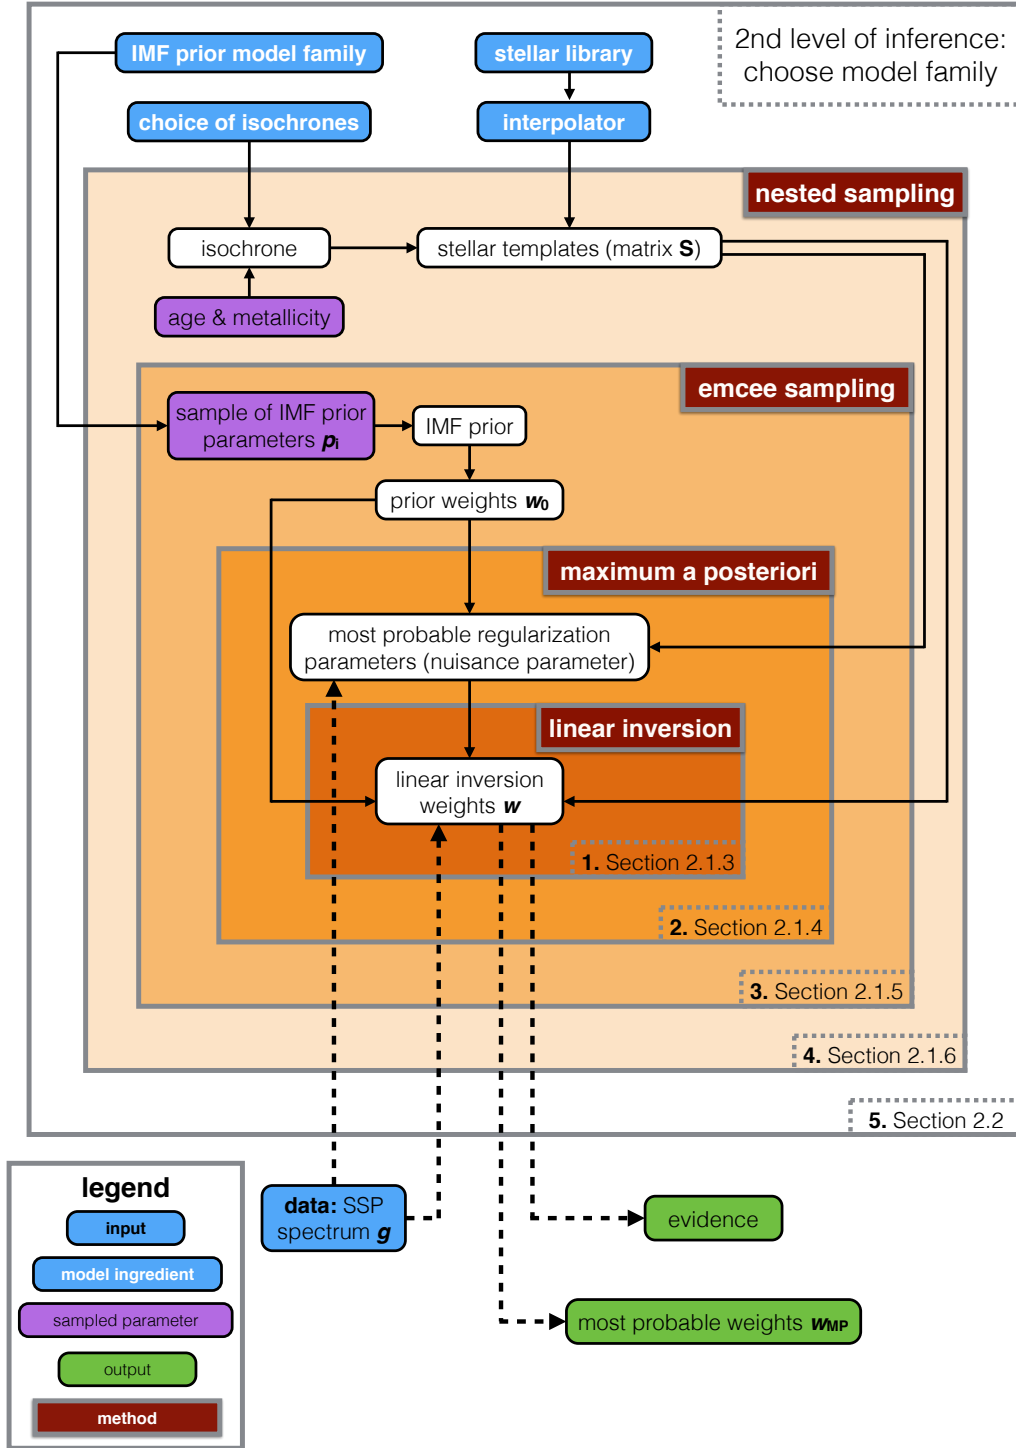 2nd level of inference:
choose model family
IMF prior model family
stellar library
choice of isochrones
interpolator
nested sampling
isochrone
stellar templates (matrix S)
age & metallicity
emcee sampling
sample of IMF prior
parameters pi
IMF prior
prior weights w0
maximum a posteriori
most probable regularization
parameters (nuisance parameter)
linear inversion
linear inversion
weights w
1. Section 2.1.3
2. Section 2.1.4
3. Section 2.1.5
4. Section 2.1.6
5. Section 2.2
legend
input
model ingredient
sampled parameter
output
method
data: SSP
spectrum g
evidence
most probable weights wMP